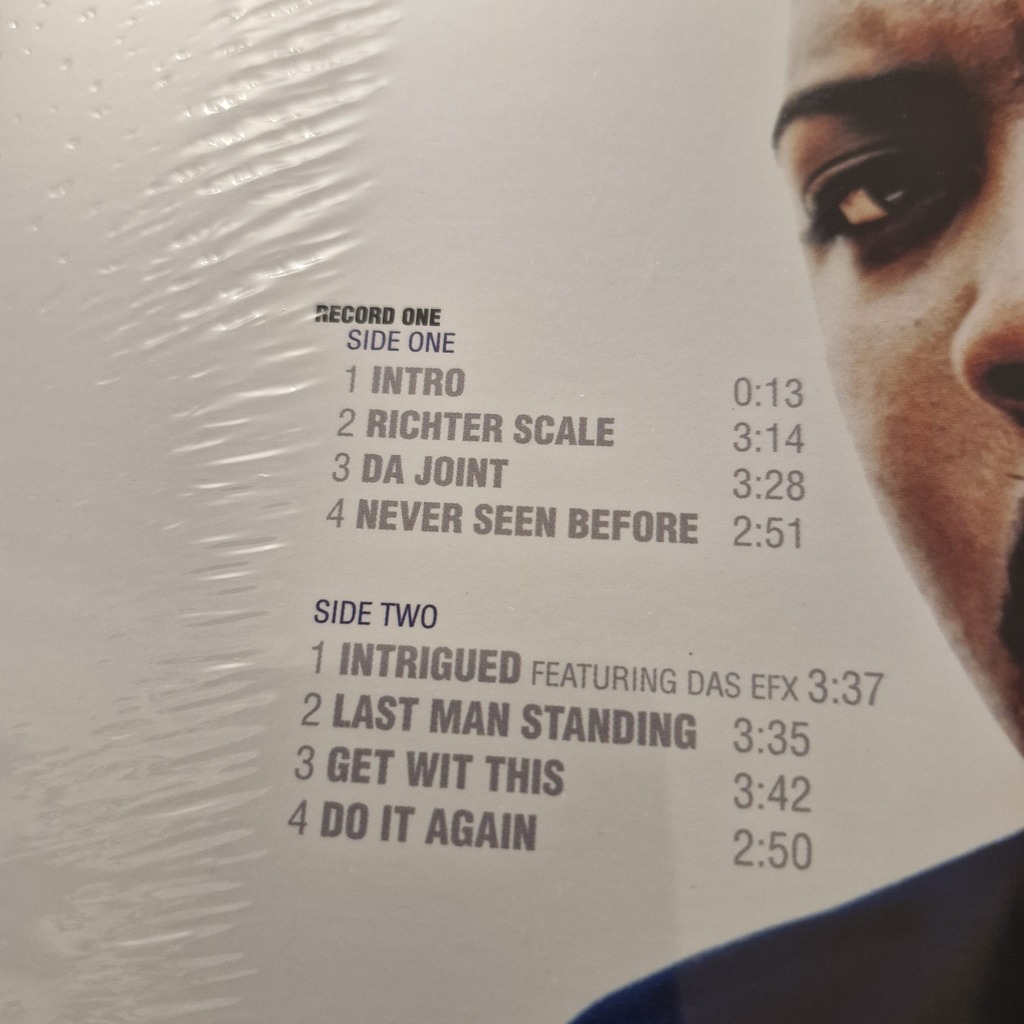 RECORD ONE
SIDE ONE
1 INTRO 0:13
2 RICHTER SCALE 3:14
3 DA JOINT 3:28
4 NEVER SEEN BEFORE 2:51
SIDE TWO
1 INTRIGUED FEATURING DAS EFX 3:37
2 LAST MAN STANDING 3:35
3 GET WIT THIS 3:42
4 DO IT AGAIN 2:50